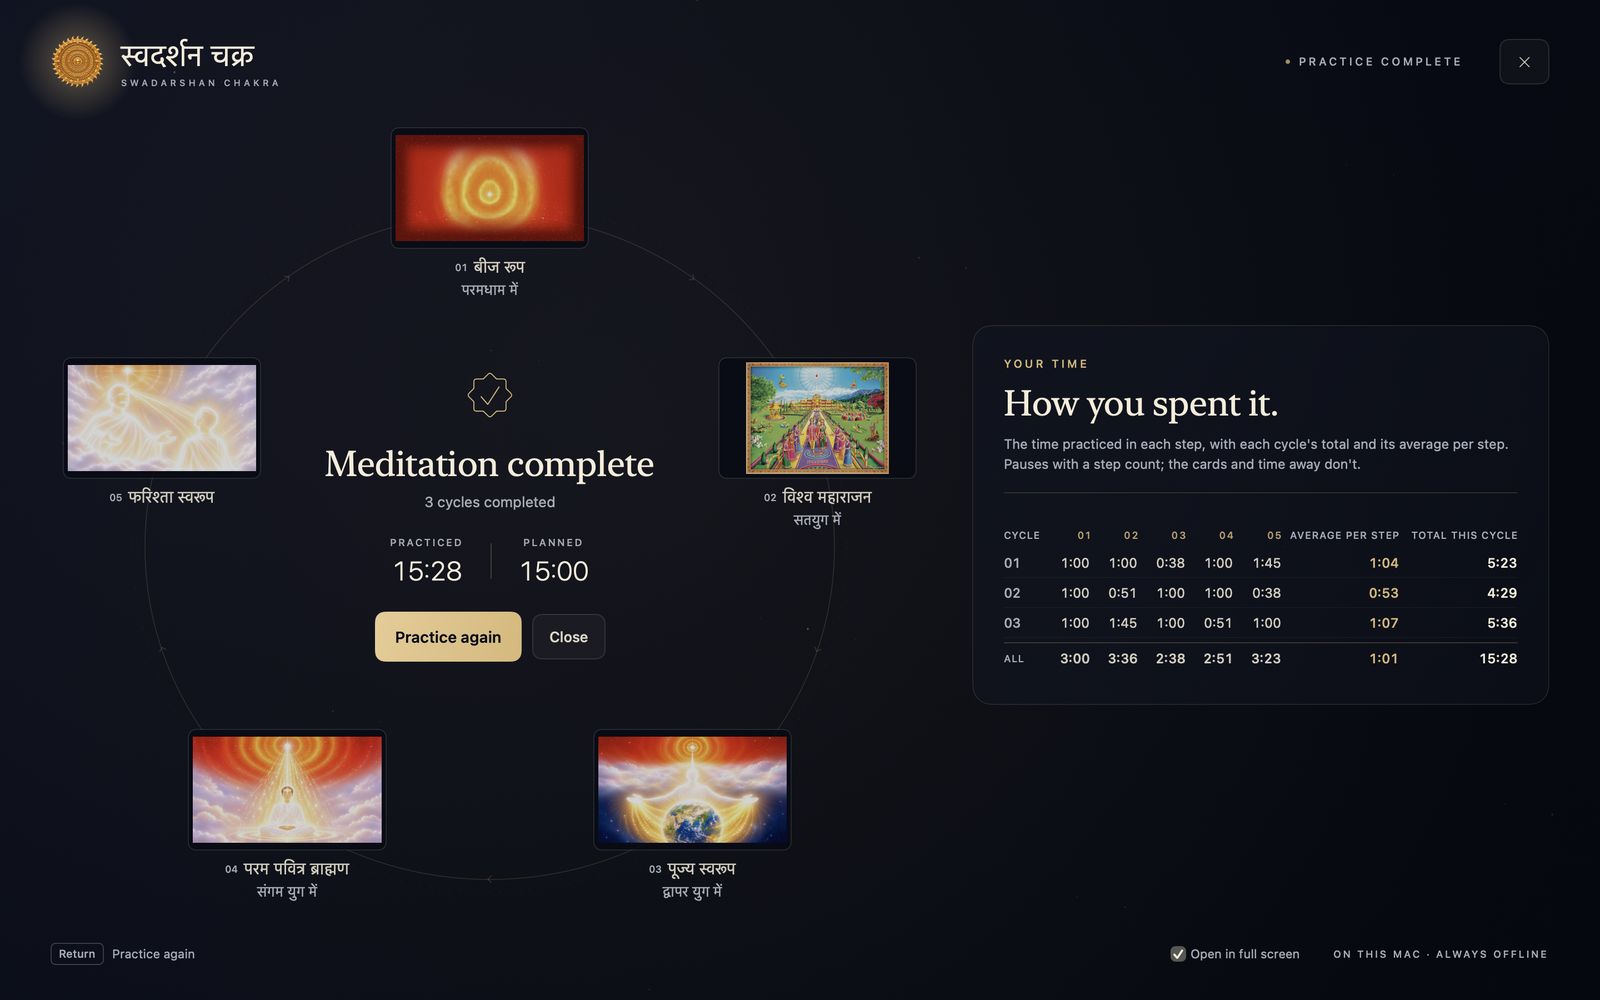 स्वदर्शन चक्र
SWADARSHAN CHAKRA
PRACTICE COMPLETE
01 बीज रूप
परमधाम में
05 फरिश्ता स्वरूप
02 विश्व महाराजन
सतयुग में
Meditation complete
3 cycles completed
PRACTICED PLANNED
15:28 15:00
Practice again Close
04 परम पवित्र ब्राह्मण
संगम युग में
03 पूज्य स्वरूप
द्वापर युग में
YOUR TIME
How you spent it.
The time practiced in each step, with each cycle's total and its average per step.
Pauses with a step count; the cards and time away don't.
CYCLE 01 02 03 04 05 AVERAGE PER STEP TOTAL THIS CYCLE
01 1:00 1:00 0:38 1:00 1:45 1:04 5:23
02 1:00 0:51 1:00 1:00 0:38 0:53 4:29
03 1:00 1:45 1:00 0:51 1:00 1:07 5:36
ALL 3:00 3:36 2:38 2:51 3:23 1:01 15:28
Return Practice again
Open in full screen
ON THIS MAC · ALWAYS OFFLINE